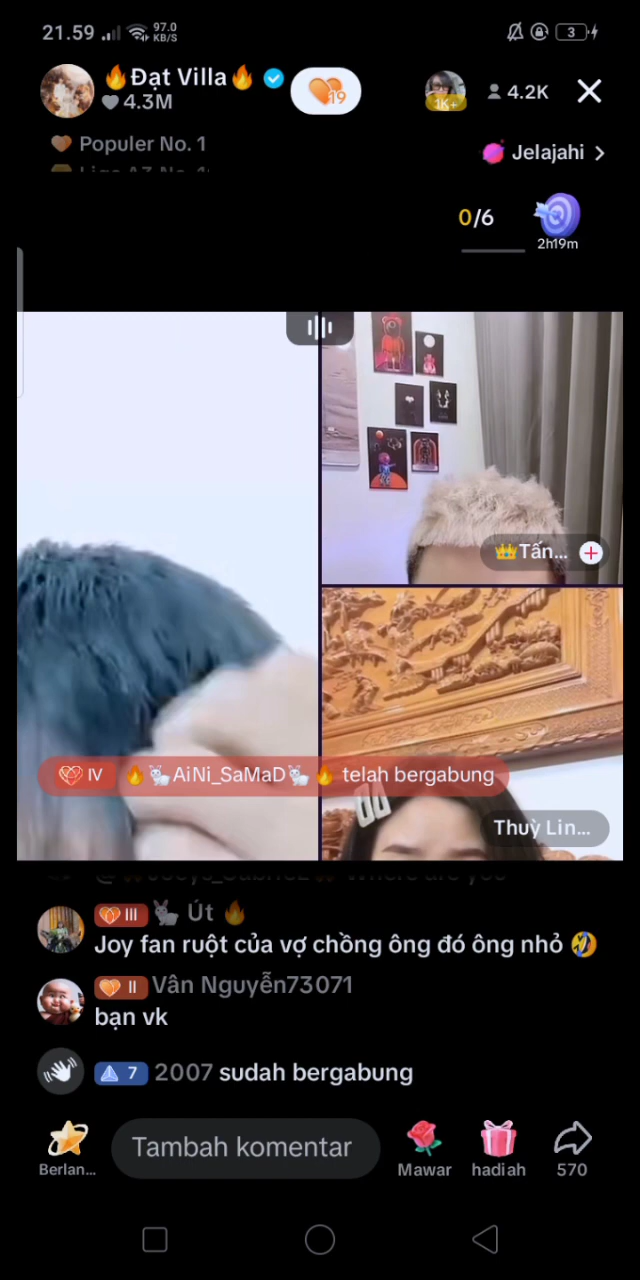 21.59
97.0
KB/S
3
🔥Đạt Villa🔥
4.3M
19
1K+
4.2K
Populer No. 1
Jelajahi
0/6
2h19m
👑Tấn...
IV 🔥🐇AiNi_SaMaD🐇🔥 telah bergabung
Thuỳ Lin...
III 🐇 Út 🔥
Joy fan ruột của vợ chồng ông đó ông nhỏ 🤣
II Vân Nguyễn73071
bạn vk
7 2007 sudah bergabung
Berlan...
Tambah komentar
Mawar
hadiah
570